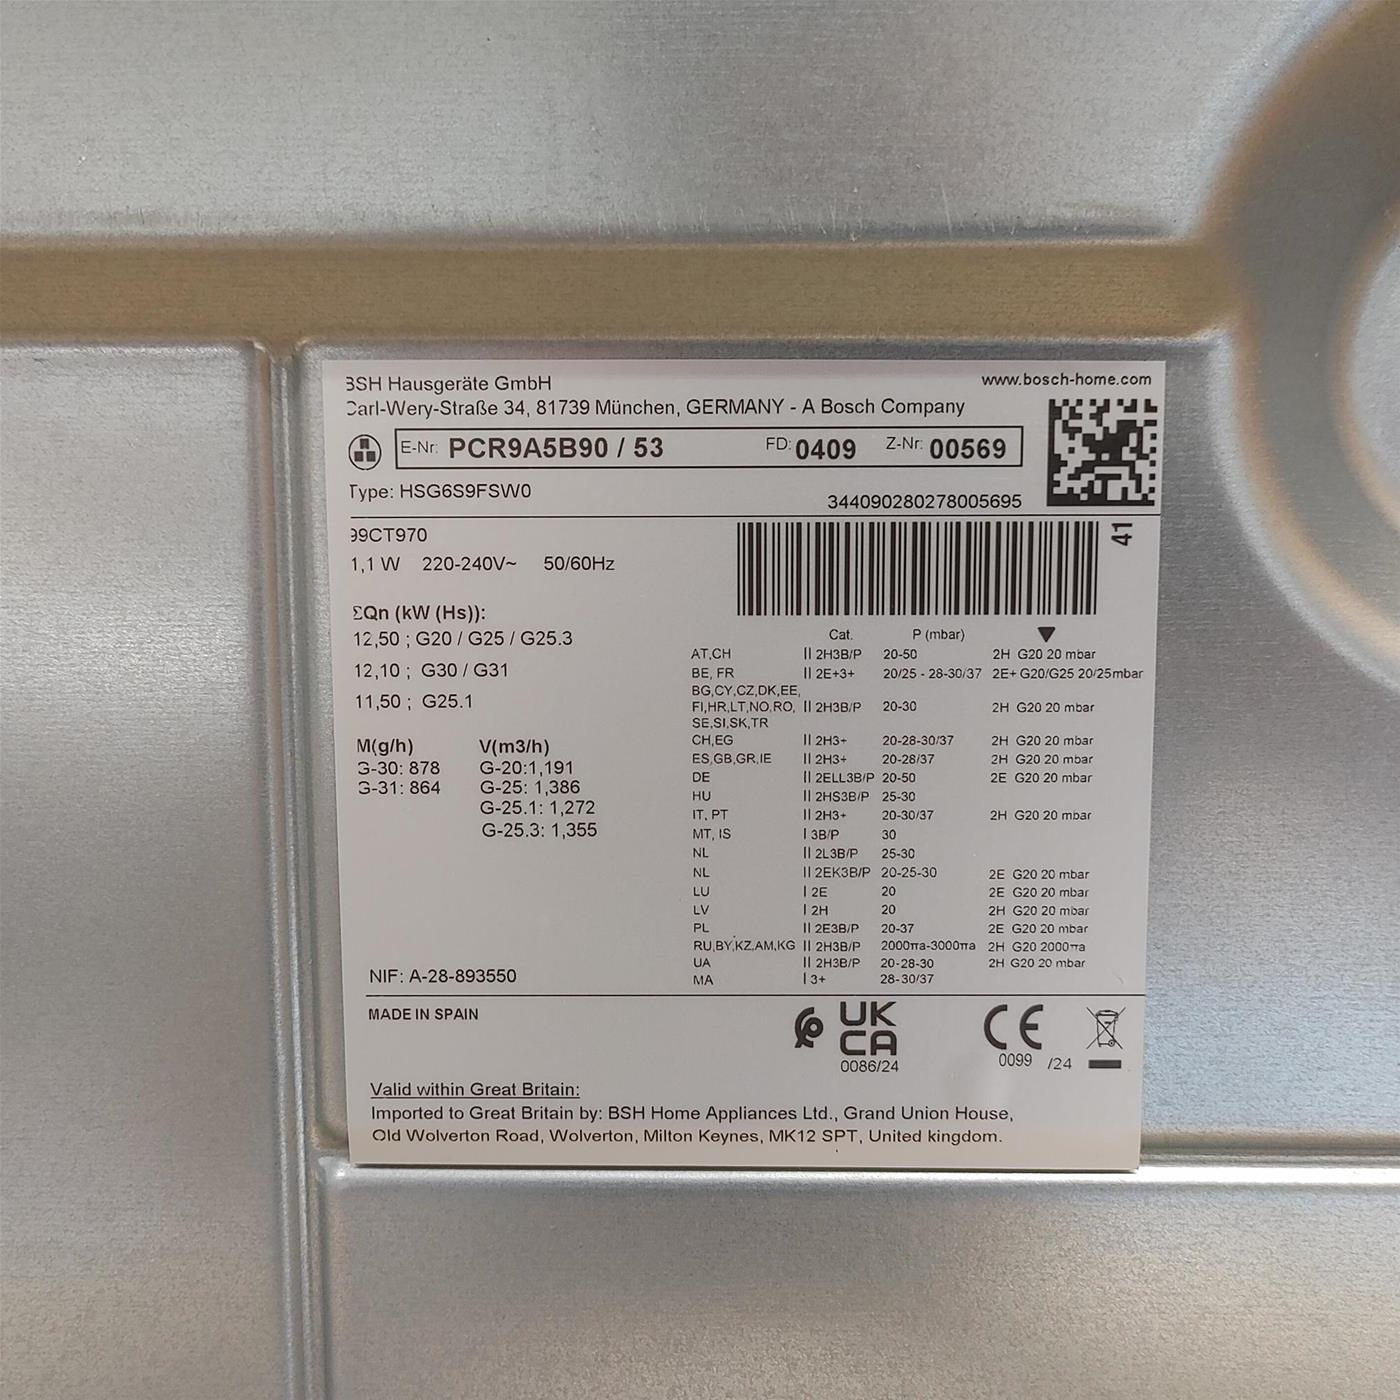 BSH Hausgeräte GmbH www.bosch-home.com
Carl-Wery-Straße 34, 81739 München, GERMANY - A Bosch Company
E-Nr: PCR9A5B90 / 53 FD: 0409 Z-Nr: 00569
Type: HSG6S9FSW0 344090280278005695
99CT970
41
1,1 W 220-240V~ 50/60Hz
ΣQn (kW (Hs)):
12,50 ; G20 / G25 / G25.3
12,10 ; G30 / G31
11,50 ; G25.1
M(g/h) V(m3/h)
G-30: 878 G-20:1,191
G-31: 864 G-25: 1,386
G-25.1: 1,272
G-25.3: 1,355
Cat. P (mbar) ▼
AT,CH II 2H3B/P 20-50 2H G20 20 mbar
BE, FR II 2E+3+ 20/25 - 28-30/37 2E+ G20/G25 20/25mbar
BG,CY,CZ,DK,EE,
FI,HR,LT,NO,RO, II 2H3B/P 20-30 2H G20 20 mbar
SE,SI,SK,TR
CH,EG II 2H3+ 20-28-30/37 2H G20 20 mbar
ES,GB,GR,IE II 2H3+ 20-28/37 2H G20 20 mbar
DE II 2ELL3B/P 20-50 2E G20 20 mbar
HU II 2HS3B/P 25-30
IT, PT II 2H3+ 20-30/37 2H G20 20 mbar
MT, IS I 3B/P 30
NL II 2L3B/P 25-30
NL II 2EK3B/P 20-25-30 2E G20 20 mbar
LU I 2E 20 2E G20 20 mbar
LV I 2H 20 2H G20 20 mbar
PL II 2E3B/P 20-37 2E G20 20 mbar
RU,BY,KZ,AM,KG II 2H3B/P 2000πa-3000πa 2H G20 2000πa
UA II 2H3B/P 20-28-30 2H G20 20 mbar
MA I 3+ 28-30/37
NIF: A-28-893550
MADE IN SPAIN
UK
CA
0086/24
CE
0099 /24
Valid within Great Britain:
Imported to Great Britain by: BSH Home Appliances Ltd., Grand Union House,
Old Wolverton Road, Wolverton, Milton Keynes, MK12 5PT, United kingdom.